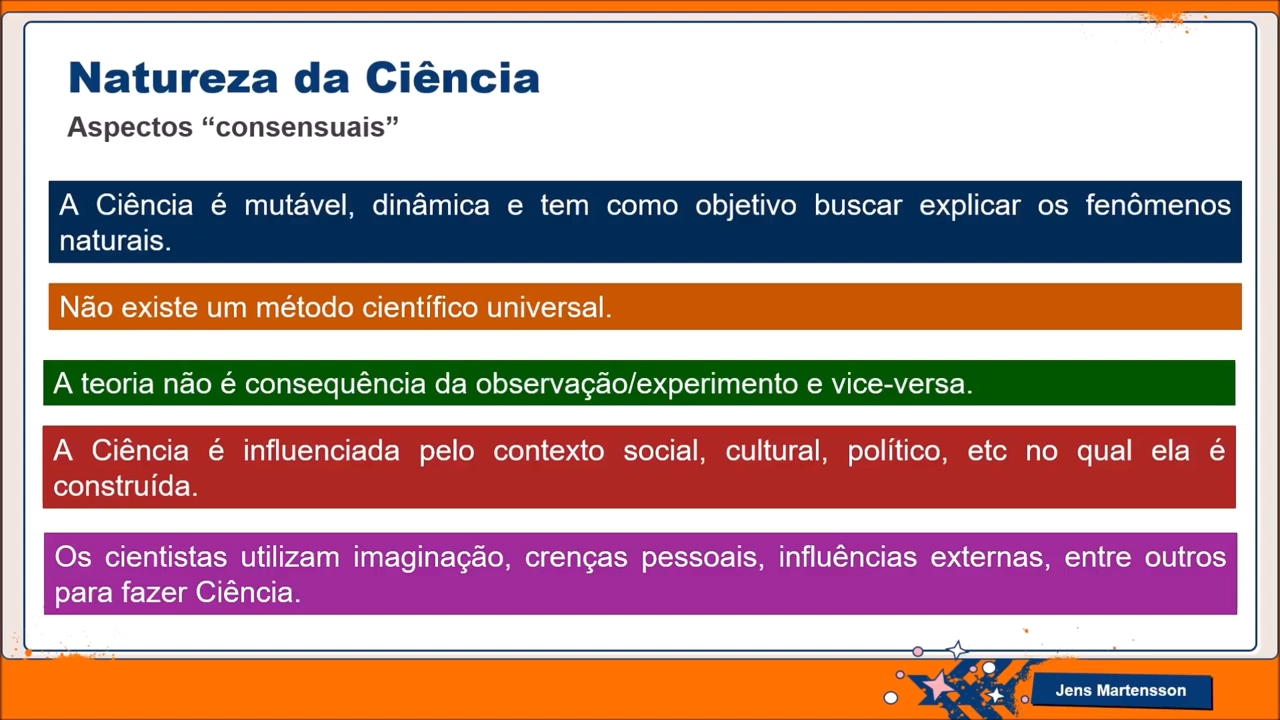 Natureza da Ciência
Aspectos “consensuais”
A Ciência é mutável, dinâmica e tem como objetivo buscar explicar os fenômenos
naturais.
Não existe um método científico universal.
A teoria não é consequência da observação/experimento e vice-versa.
A Ciência é influenciada pelo contexto social, cultural, político, etc no qual ela é
construída.
Os cientistas utilizam imaginação, crenças pessoais, influências externas, entre outros
para fazer Ciência.
Jens Martensson